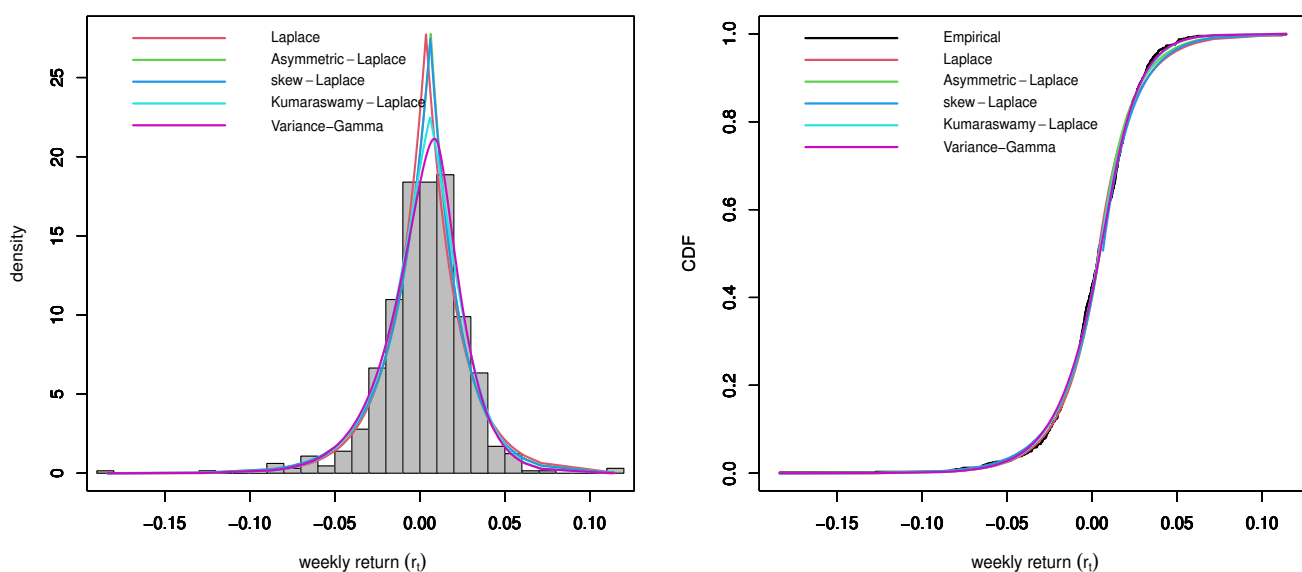 Laplace
Asymmetric−Laplace
skew−Laplace
Kumaraswamy−Laplace
Variance−Gamma
density
0
5
10
15
20
25
−0.15
−0.10
−0.05
0.00
0.05
0.10
weekly return (rt)
Empirical
Laplace
Asymmetric−Laplace
skew−Laplace
Kumaraswamy−Laplace
Variance−Gamma
CDF
0.0
0.2
0.4
0.6
0.8
1.0
−0.15
−0.10
−0.05
0.00
0.05
0.10
weekly return (rt)